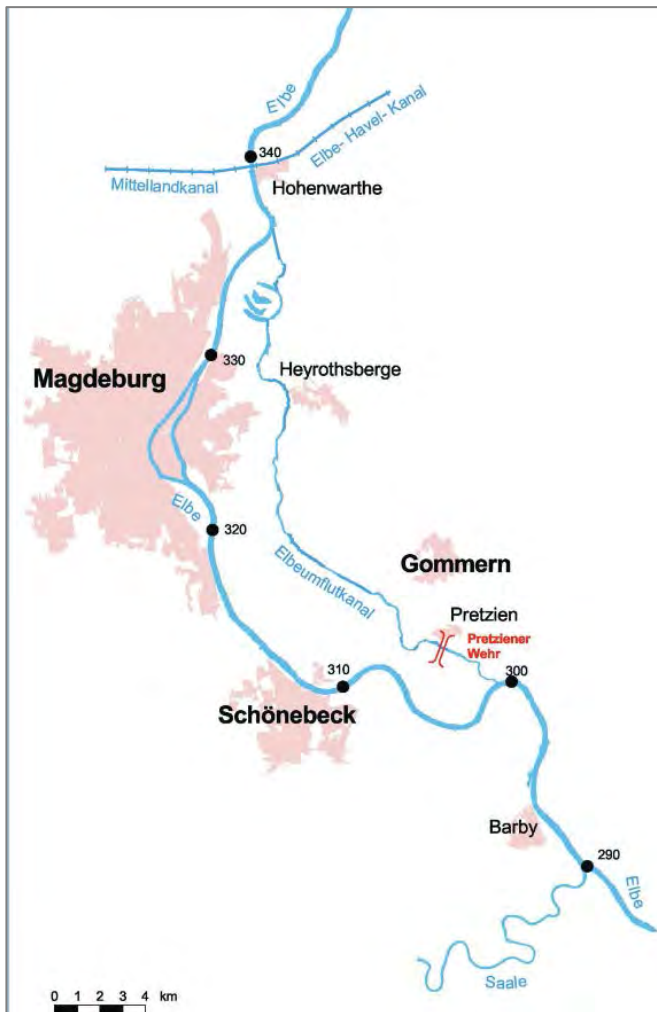 Elbe
Elbe- Havel- Kanal
340
Mittellandkanal
Hohenwarthe
330
Heyrothsberge
Magdeburg
Elbe
320
Elbeumflutkanal
Gommern
Pretzien
Pretziener
Wehr
310
300
Schönebeck
Barby
290
Elbe
Saale
0 1 2 3 4 km